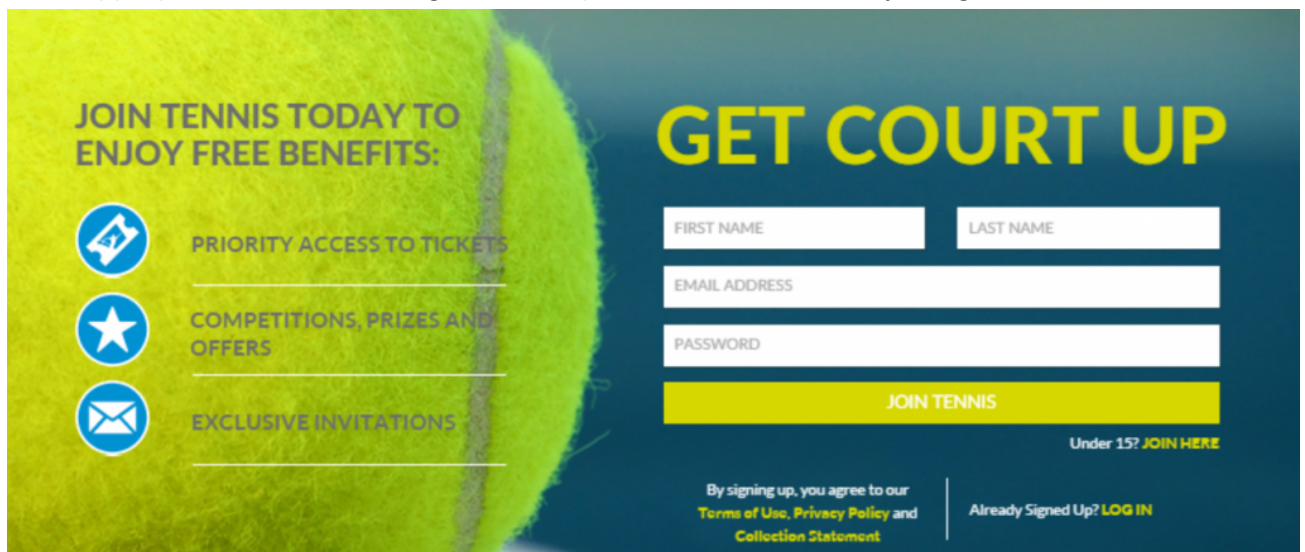 JOIN TENNIS TODAY TO
ENJOY FREE BENEFITS:
PRIORITY ACCESS TO TICKETS
COMPETITIONS, PRIZES AND
OFFERS
EXCLUSIVE INVITATIONS
GET COURT UP
FIRST NAME
LAST NAME
EMAIL ADDRESS
PASSWORD
JOIN TENNIS
Under 15? JOIN HERE
By signing up, you agree to our
Terms of Use, Privacy Policy and
Collection Statement
Already Signed Up? LOG IN